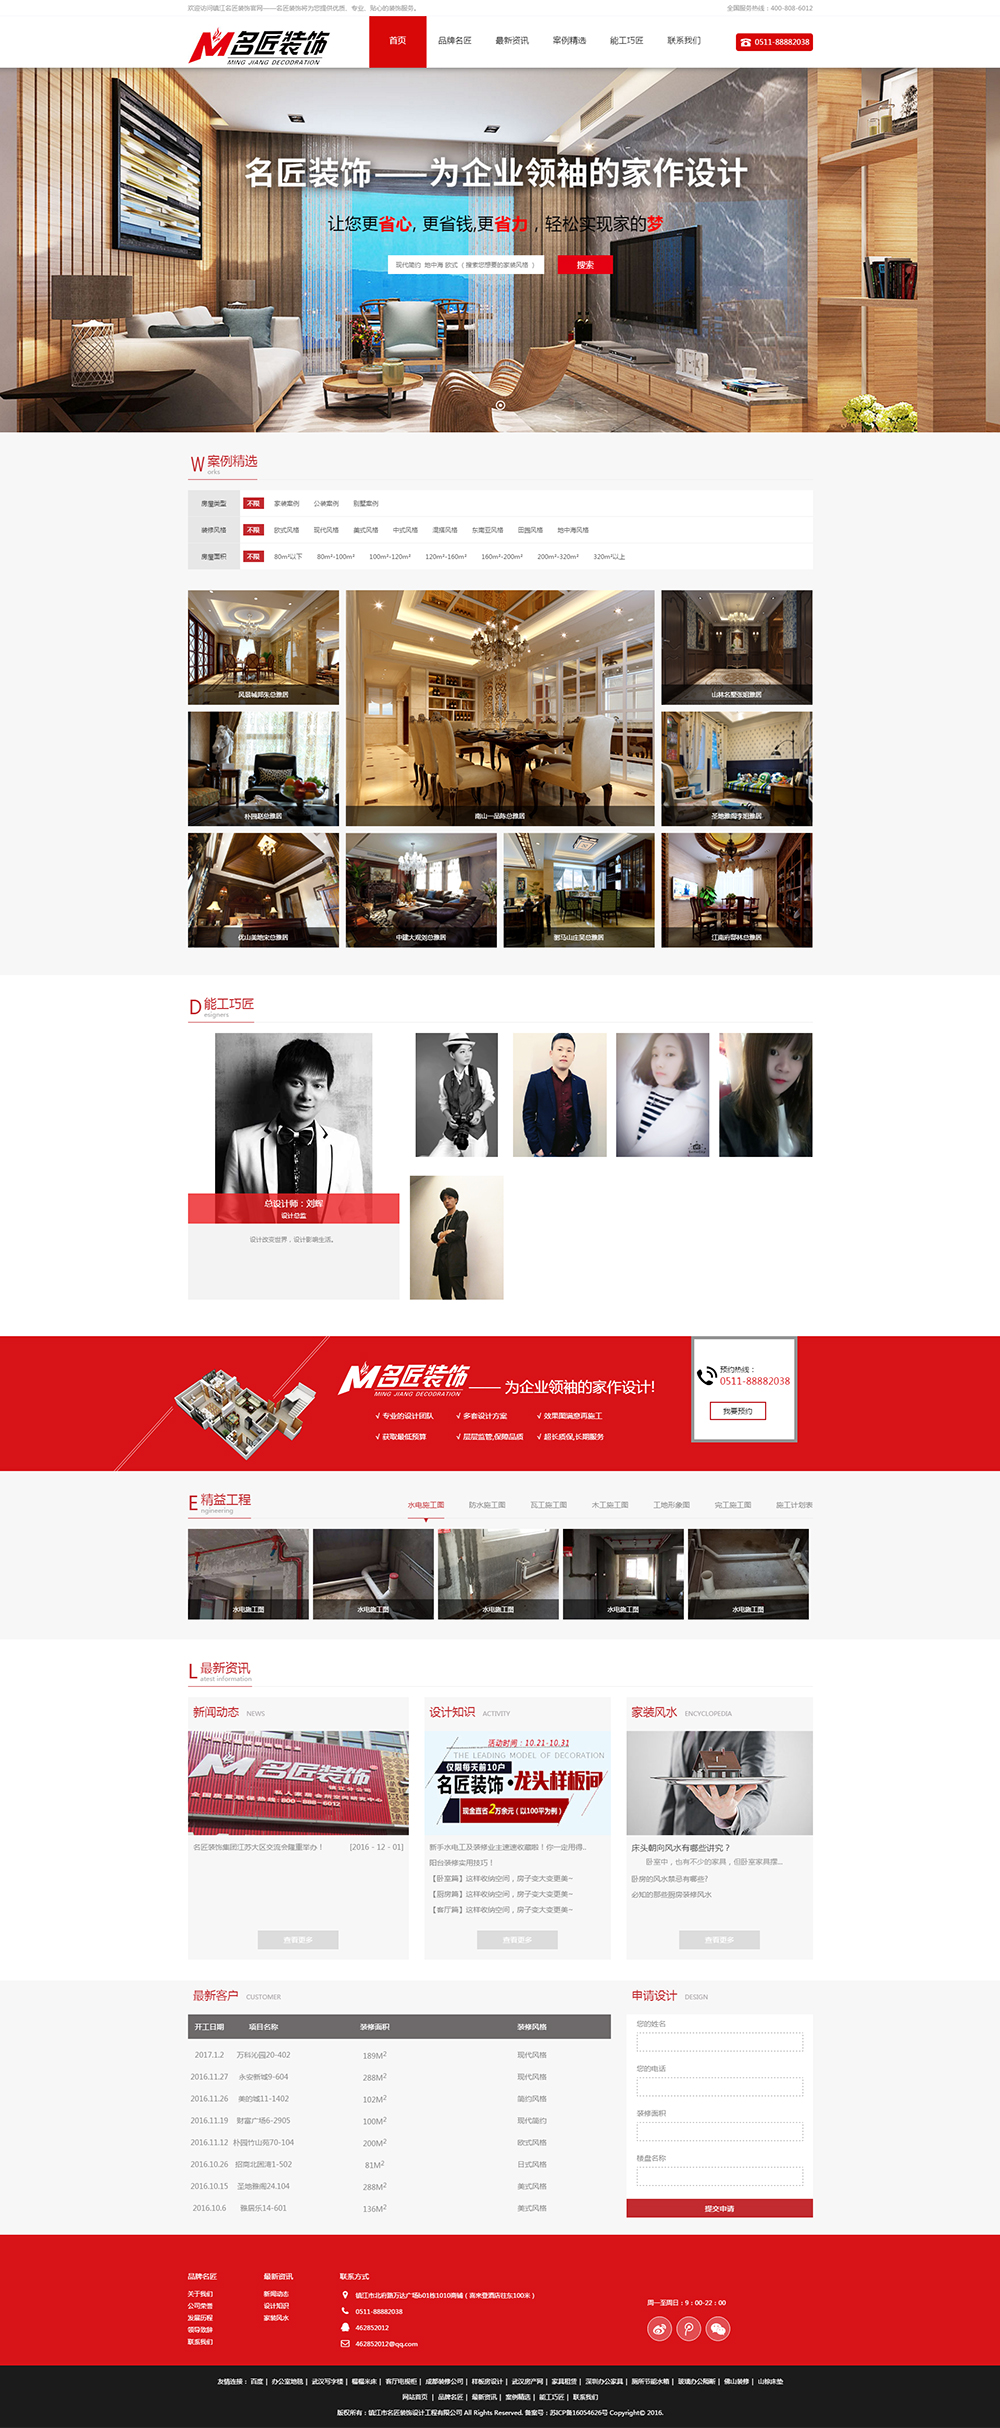 欢迎访问镇江名匠装饰官网——名匠装饰将为您提供优质、专业、贴心的装饰服务。
全国服务热线：400-808-6012
名匠装饰
MING JIANG DECODRATION
首页 品牌名匠 最新资讯 案例精选 能工巧匠 联系我们
0511-88882038
名匠装饰——为企业领袖的家作设计
让您更省心, 更省钱,更省力，轻松实现家的梦
现代简约 地中海 欧式（搜索您想要的家装风格） 搜索
W 案例精选
orks
房屋类型 不限 家装案例 公装案例 别墅案例
装修风格 不限 欧式风格 现代风格 美式风格 中式风格 混搭风格 东南亚风格 田园风格 地中海风格
房屋面积 不限 80m²以下 80m²-100m² 100m²-120m² 120m²-160m² 160m²-200m² 200m²-320m² 320m²以上
风景城邦朱总雅居
山林名墅张姐雅居
朴园赵总雅居
南山一品陈总雅居
圣地雅阁李姐雅居
优山美地宋总雅居
中建大观刘总雅居
驸马山庄吴总雅居
江南府邸林总雅居
D 能工巧匠
esigners
总设计师：刘辉
设计总监
设计改变世界，设计影响生活。
名匠装饰 —— 为企业领袖的家作设计!
MING JIANG DECODRATION
√ 专业的设计团队 √ 多套设计方案 √ 效果图满意再施工
√ 获取最低预算 √ 层层监管,保障品质 √ 超长质保,长期服务
预约热线：
0511-88882038
我要预约
E 精益工程
ngineering
水电施工图 防水施工图 瓦工施工图 木工施工图 工地形象图 完工施工图 施工计划表
水电施工图 水电施工图 水电施工图 水电施工图 水电施工图
L 最新资讯
atest information
新闻动态 NEWS
名匠装饰
名匠装饰集团江苏大区交流会隆重举办！ [2016 - 12 - 01]
查看更多
设计知识 ACTIVITY
活动时间：10.21-10.31
THE LEADING MODEL OF DECORATION
仅限每天前10户
名匠装饰·龙头样板间
现金直省2万余元（以100平为例）
新手水电工及装修业主速速收藏啦！你一定用得...
阳台装修实用技巧！
【卧室篇】这样收纳空间，房子变大变更美~
【厨房篇】这样收纳空间，房子变大变更美~
【客厅篇】这样收纳空间，房子变大变更美~
查看更多
家装风水 ENCYCLOPEDIA
床头朝向风水有哪些讲究？
卧室中，也有不少的家具，但卧室家具摆...
卧房的风水禁忌有哪些?
必知的那些厨房装修风水
查看更多
最新客户 CUSTOMER
开工日期 项目名称 装修面积 装修风格
2017.1.2 万科沁园20-402 189M² 现代风格
2016.11.27 永安新城9-604 288M² 现代风格
2016.11.26 美的城11-1402 102M² 简约风格
2016.11.19 财富广场6-2905 100M² 现代简约
2016.11.12 朴园竹山苑70-104 200M² 欧式风格
2016.10.26 招商北固湾1-502 81M² 日式风格
2016.10.15 圣地雅阁24.104 288M² 美式风格
2016.10.6 雅居乐14-601 136M² 美式风格
申请设计 DESIGN
您的姓名
您的电话
装修面积
楼盘名称
提交申请
品牌名匠
关于我们
公司荣誉
发展历程
领导致辞
联系我们
最新资讯
新闻动态
设计知识
家装风水
联系方式
镇江市北府路万达广场b01栋1010商铺（喜来登酒店往东100米）
0511-88882038
462852012
462852012@qq.com
周一至周日：9：00-22：00
友情连接： 百度 | 办公室地毯 | 武汉写字楼 | 榻榻米床 | 客厅电视柜 | 成都装修公司 | 样板房设计 | 武汉房产网 | 家具租赁 | 深圳办公家具 | 厕所节能水箱 | 玻璃办公隔断 | 佛山装修 | 山棕床垫
网站首页 | 品牌名匠 | 最新资讯 | 案例精选 | 能工巧匠 | 联系我们
版权所有：镇江市名匠装饰设计工程有限公司 All Rights Reserved. 备案号：苏ICP备16054626号 Copyright© 2016.